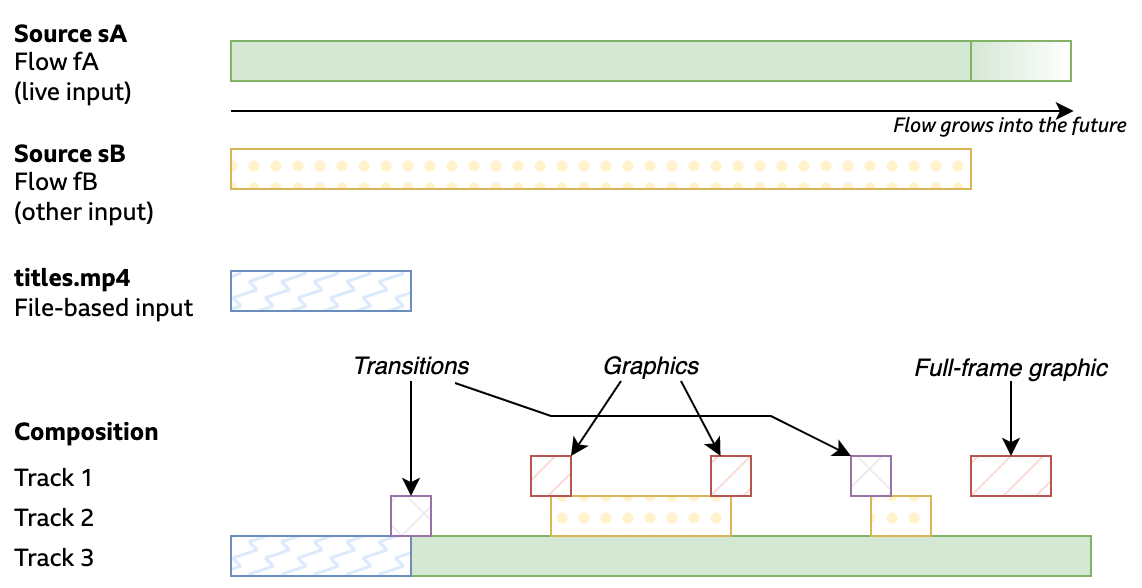 Source sA
Flow fA
(live input)
Flow grows into the future
Source sB
Flow fB
(other input)
titles.mp4
File-based input
Transitions
Graphics
Full-frame graphic
Composition
Track 1
Track 2
Track 3